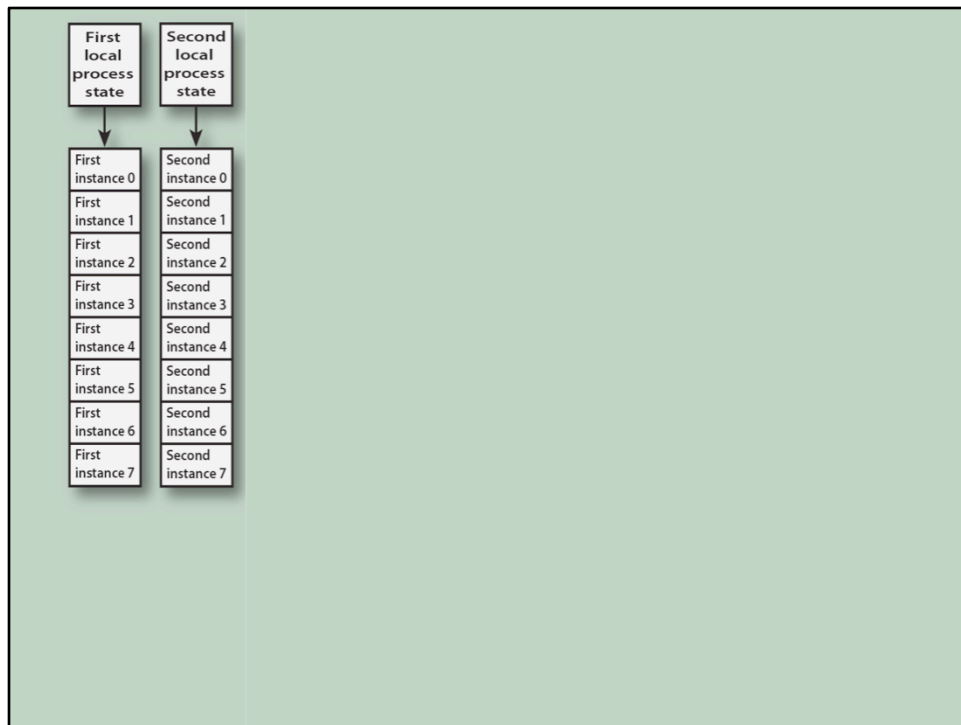 First
local
process
state
Second
local
process
state
First
instance 0
First
instance 1
First
instance 2
First
instance 3
First
instance 4
First
instance 5
First
instance 6
First
instance 7
Second
instance 0
Second
instance 1
Second
instance 2
Second
instance 3
Second
instance 4
Second
instance 5
Second
instance 6
Second
instance 7